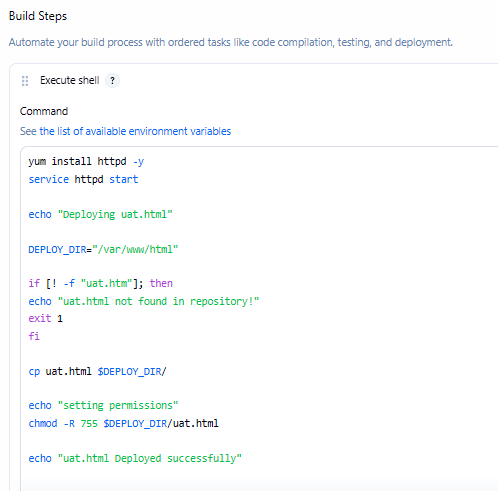 Build Steps
Automate your build process with ordered tasks like code compilation, testing, and deployment.
Execute shell ?
Command
See the list of available environment variables
yum install httpd -y
service httpd start
echo "Deploying uat.html"
DEPLOY_DIR="/var/www/html"
if [! -f "uat.htm"]; then
echo "uat.html not found in repository!"
exit 1
fi
cp uat.html $DEPLOY_DIR/
echo "setting permissions"
chmod -R 755 $DEPLOY_DIR/uat.html
echo "uat.html Deployed successfully"